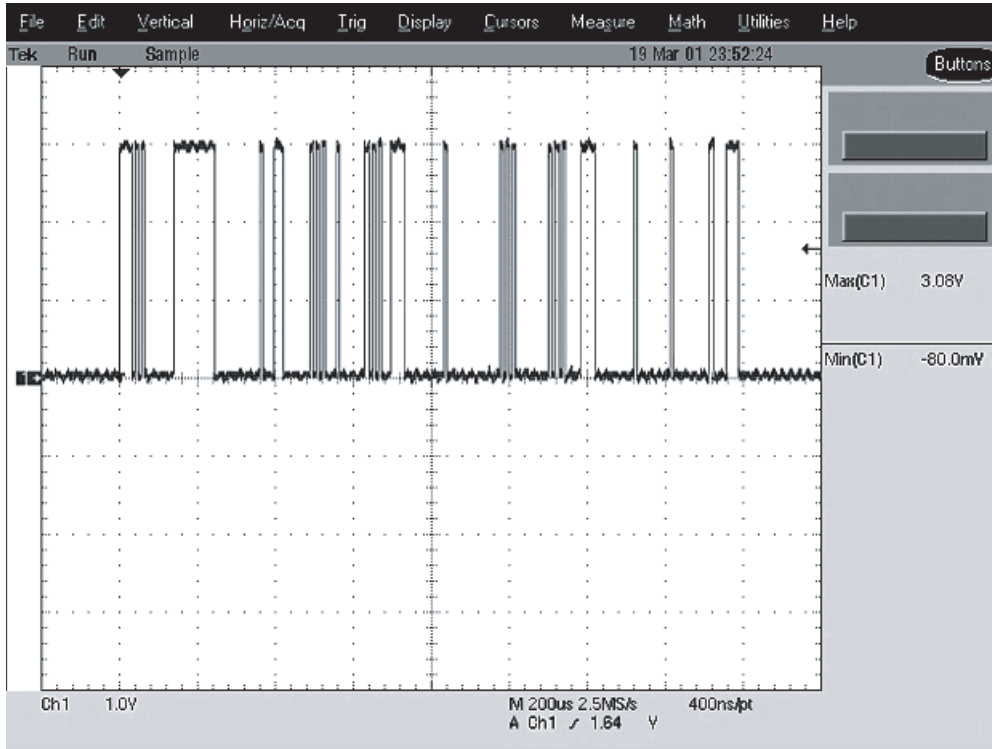 File Edit Vertical Horiz/Acq Trig Display Cursors Measure Math Utilities Help
Tek Run Sample 19 Mar 01 23:52:24
Buttons
Max(C1) 3.08V
Min(C1) -80.0mV
Ch1 1.0V M 200us 2.5MS/s 400ns/pt
A Ch1 1.64 V